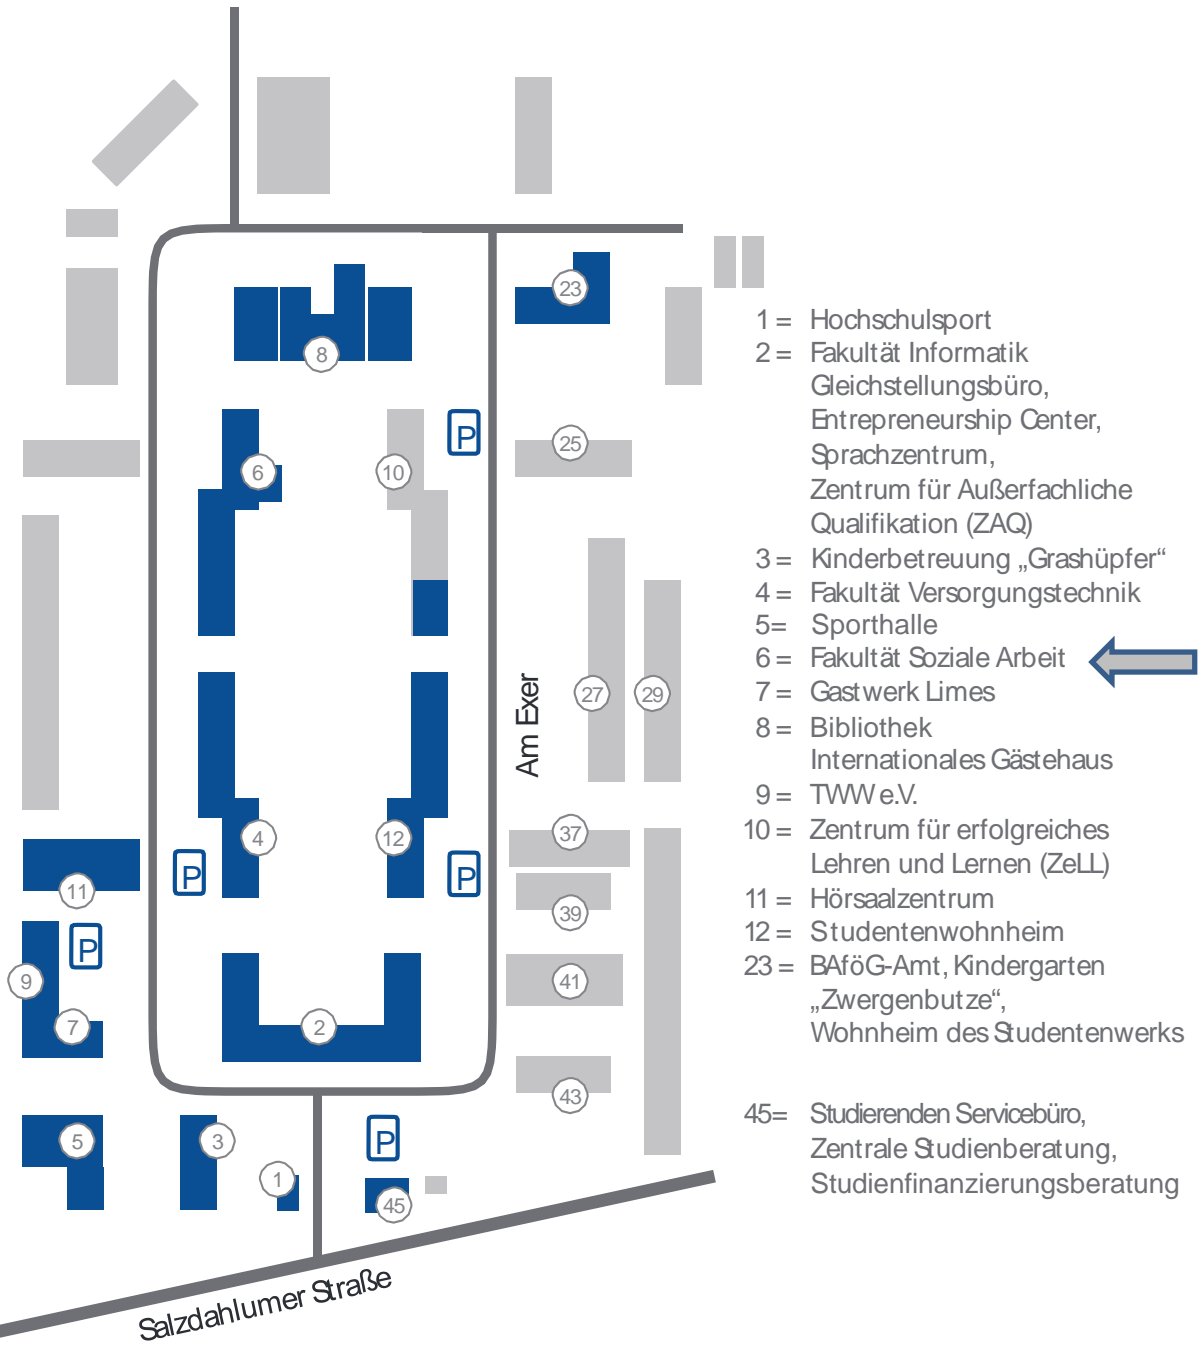 23
8
P
25
6
10
27
29
Am Exer
37
4
12
P
P
11
39
P
9
41
7
2
43
5
3
P
1
45
Salzdahlumer Straße
1 = Hochschulsport
2 = Fakultät Informatik
Gleichstellungsbüro,
Entrepreneurship Center,
Sprachzentrum,
Zentrum für Außerfachliche
Qualifikation (ZAQ)
3 = Kinderbetreuung „Grashüpfer“
4 = Fakultät Versorgungstechnik
5= Sporthalle
6 = Fakultät Soziale Arbeit
7 = Gastwerk Limes
8 = Bibliothek
Internationales Gästehaus
9 = TWW e.V.
10 = Zentrum für erfolgreiches
Lehren und Lernen (ZeLL)
11 = Hörsaalzentrum
12 = Studentenwohnheim
23 = BAföG-Amt, Kindergarten
„Zwergenbutze“,
Wohnheim des Studentenwerks
45= Studierenden Servicebüro,
Zentrale Studienberatung,
Studienfinanzierungsberatung